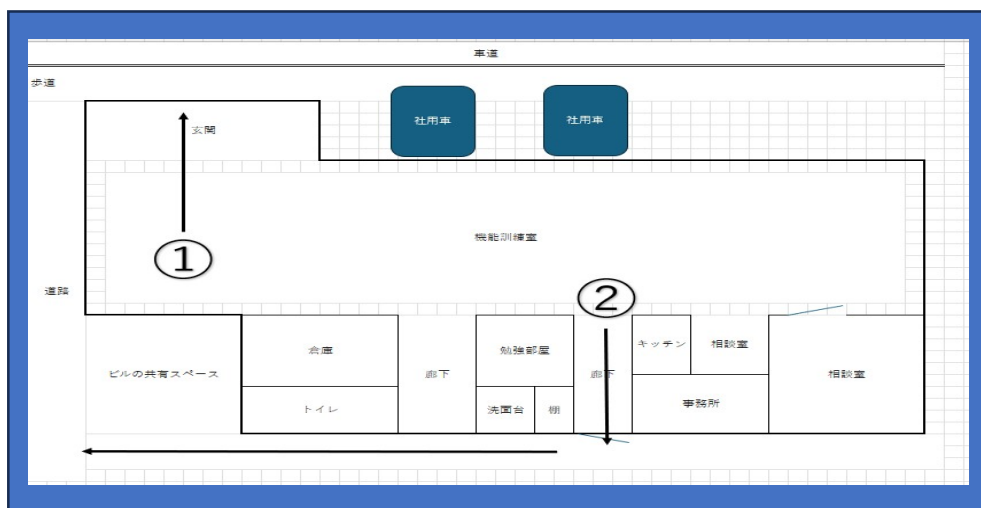 車道
歩道
玄関
社用車
社用車
機能訓練室
①
②
道路
倉庫
廊下
勉強部屋
廊下
キッチン
相談室
ビルの共有スペース
相談室
トイレ
洗面台
棚
事務所